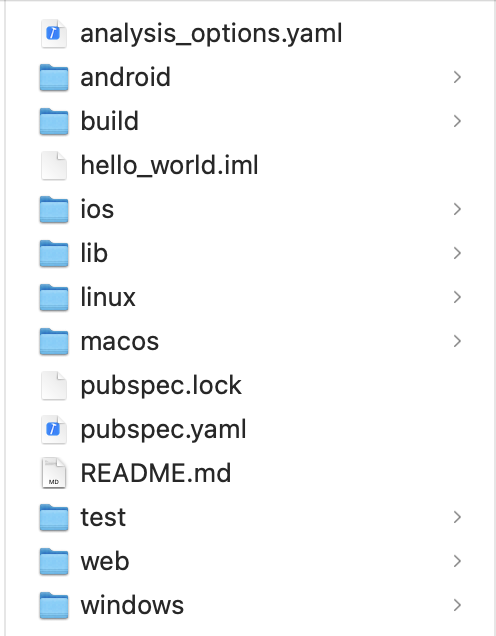 analysis_options.yaml
android
build
hello_world.iml
ios
lib
linux
macos
pubspec.lock
pubspec.yaml
README.md
test
web
windows